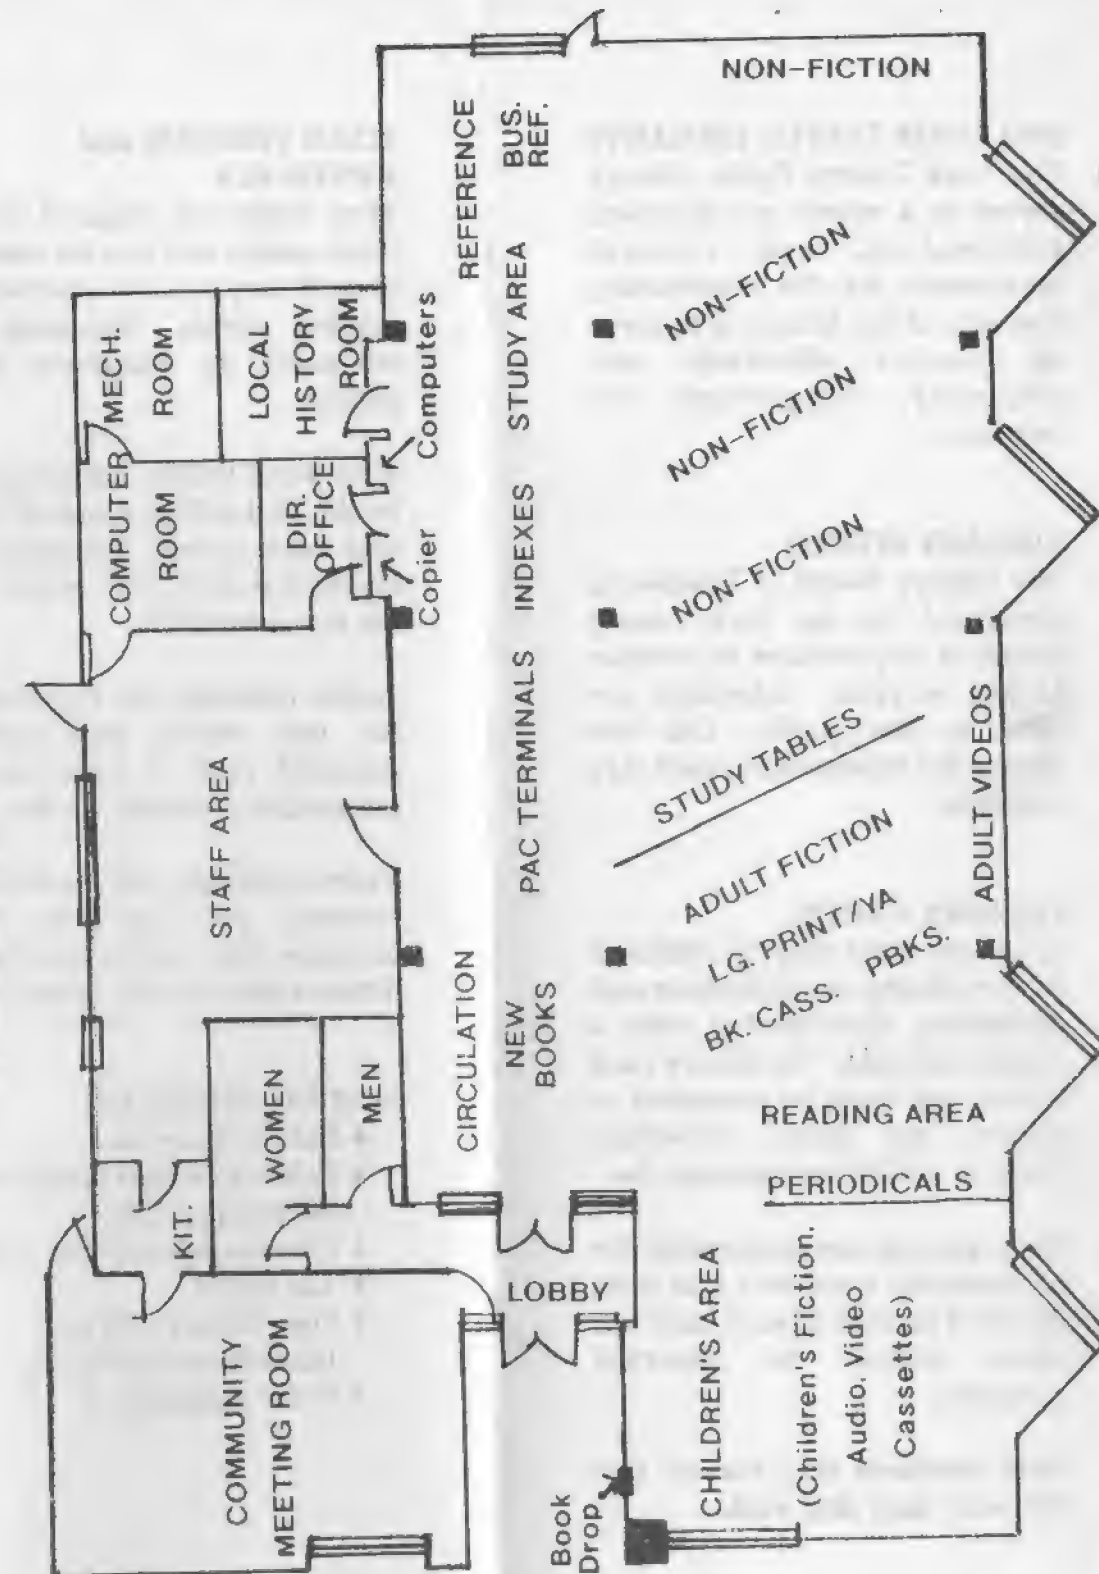 NON-FICTION
REFERENCE
BUS.
REF.
STUDY AREA
NON-FICTION
MECH.
ROOM
LOCAL
HISTORY
ROOM
Computers
COMPUTER
ROOM
DIR.
OFFICE
Copier
INDEXES
NON-FICTION
NON-FICTION
STAFF AREA
PAC TERMINALS
STUDY TABLES
ADULT FICTION
LG. PRINT/YA
BK. CASS. PBKS.
ADULT VIDEOS
CIRCULATION
NEW
BOOKS
WOMEN
MEN
KIT.
READING AREA
PERIODICALS
LOBBY
COMMUNITY
MEETING ROOM
CHILDREN'S AREA
(Children's Fiction.
Audio. Video
Cassettes)
Book
Drop